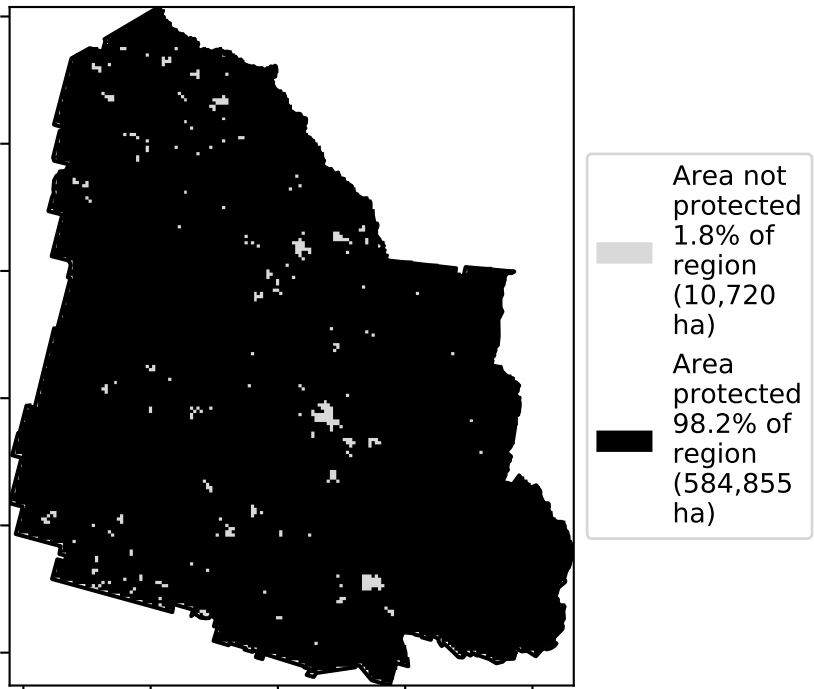 Area not
protected
1.8% of
region
(10,720
ha)
Area
protected
98.2% of
region
(584,855
ha)